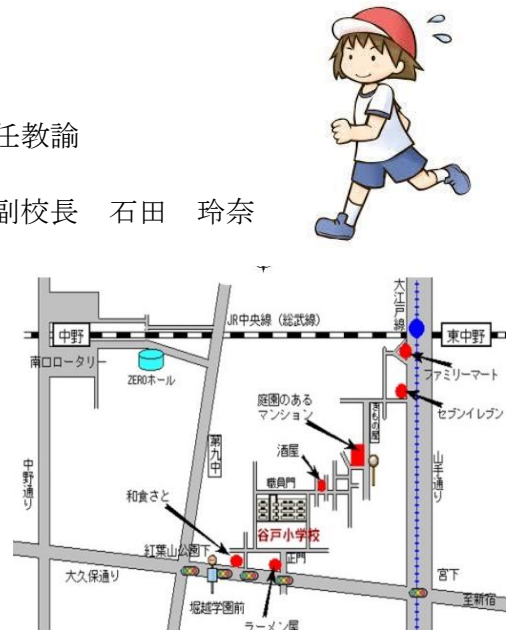 任教諭
副校長　石田　玲奈
大江戸線
JR中央線（総武線）
中野
東中野
南口ロータリー
ZEROホール
ファミリーマート
セブンイレブン
庭園のある
マンション
きもの屋
酒屋
第九中
職員門
中野通り
山手通り
和食さと
谷戸小学校
紅葉山公園下
正門
大久保通り
宮下
至新宿
堀越学園前
ラーメン屋